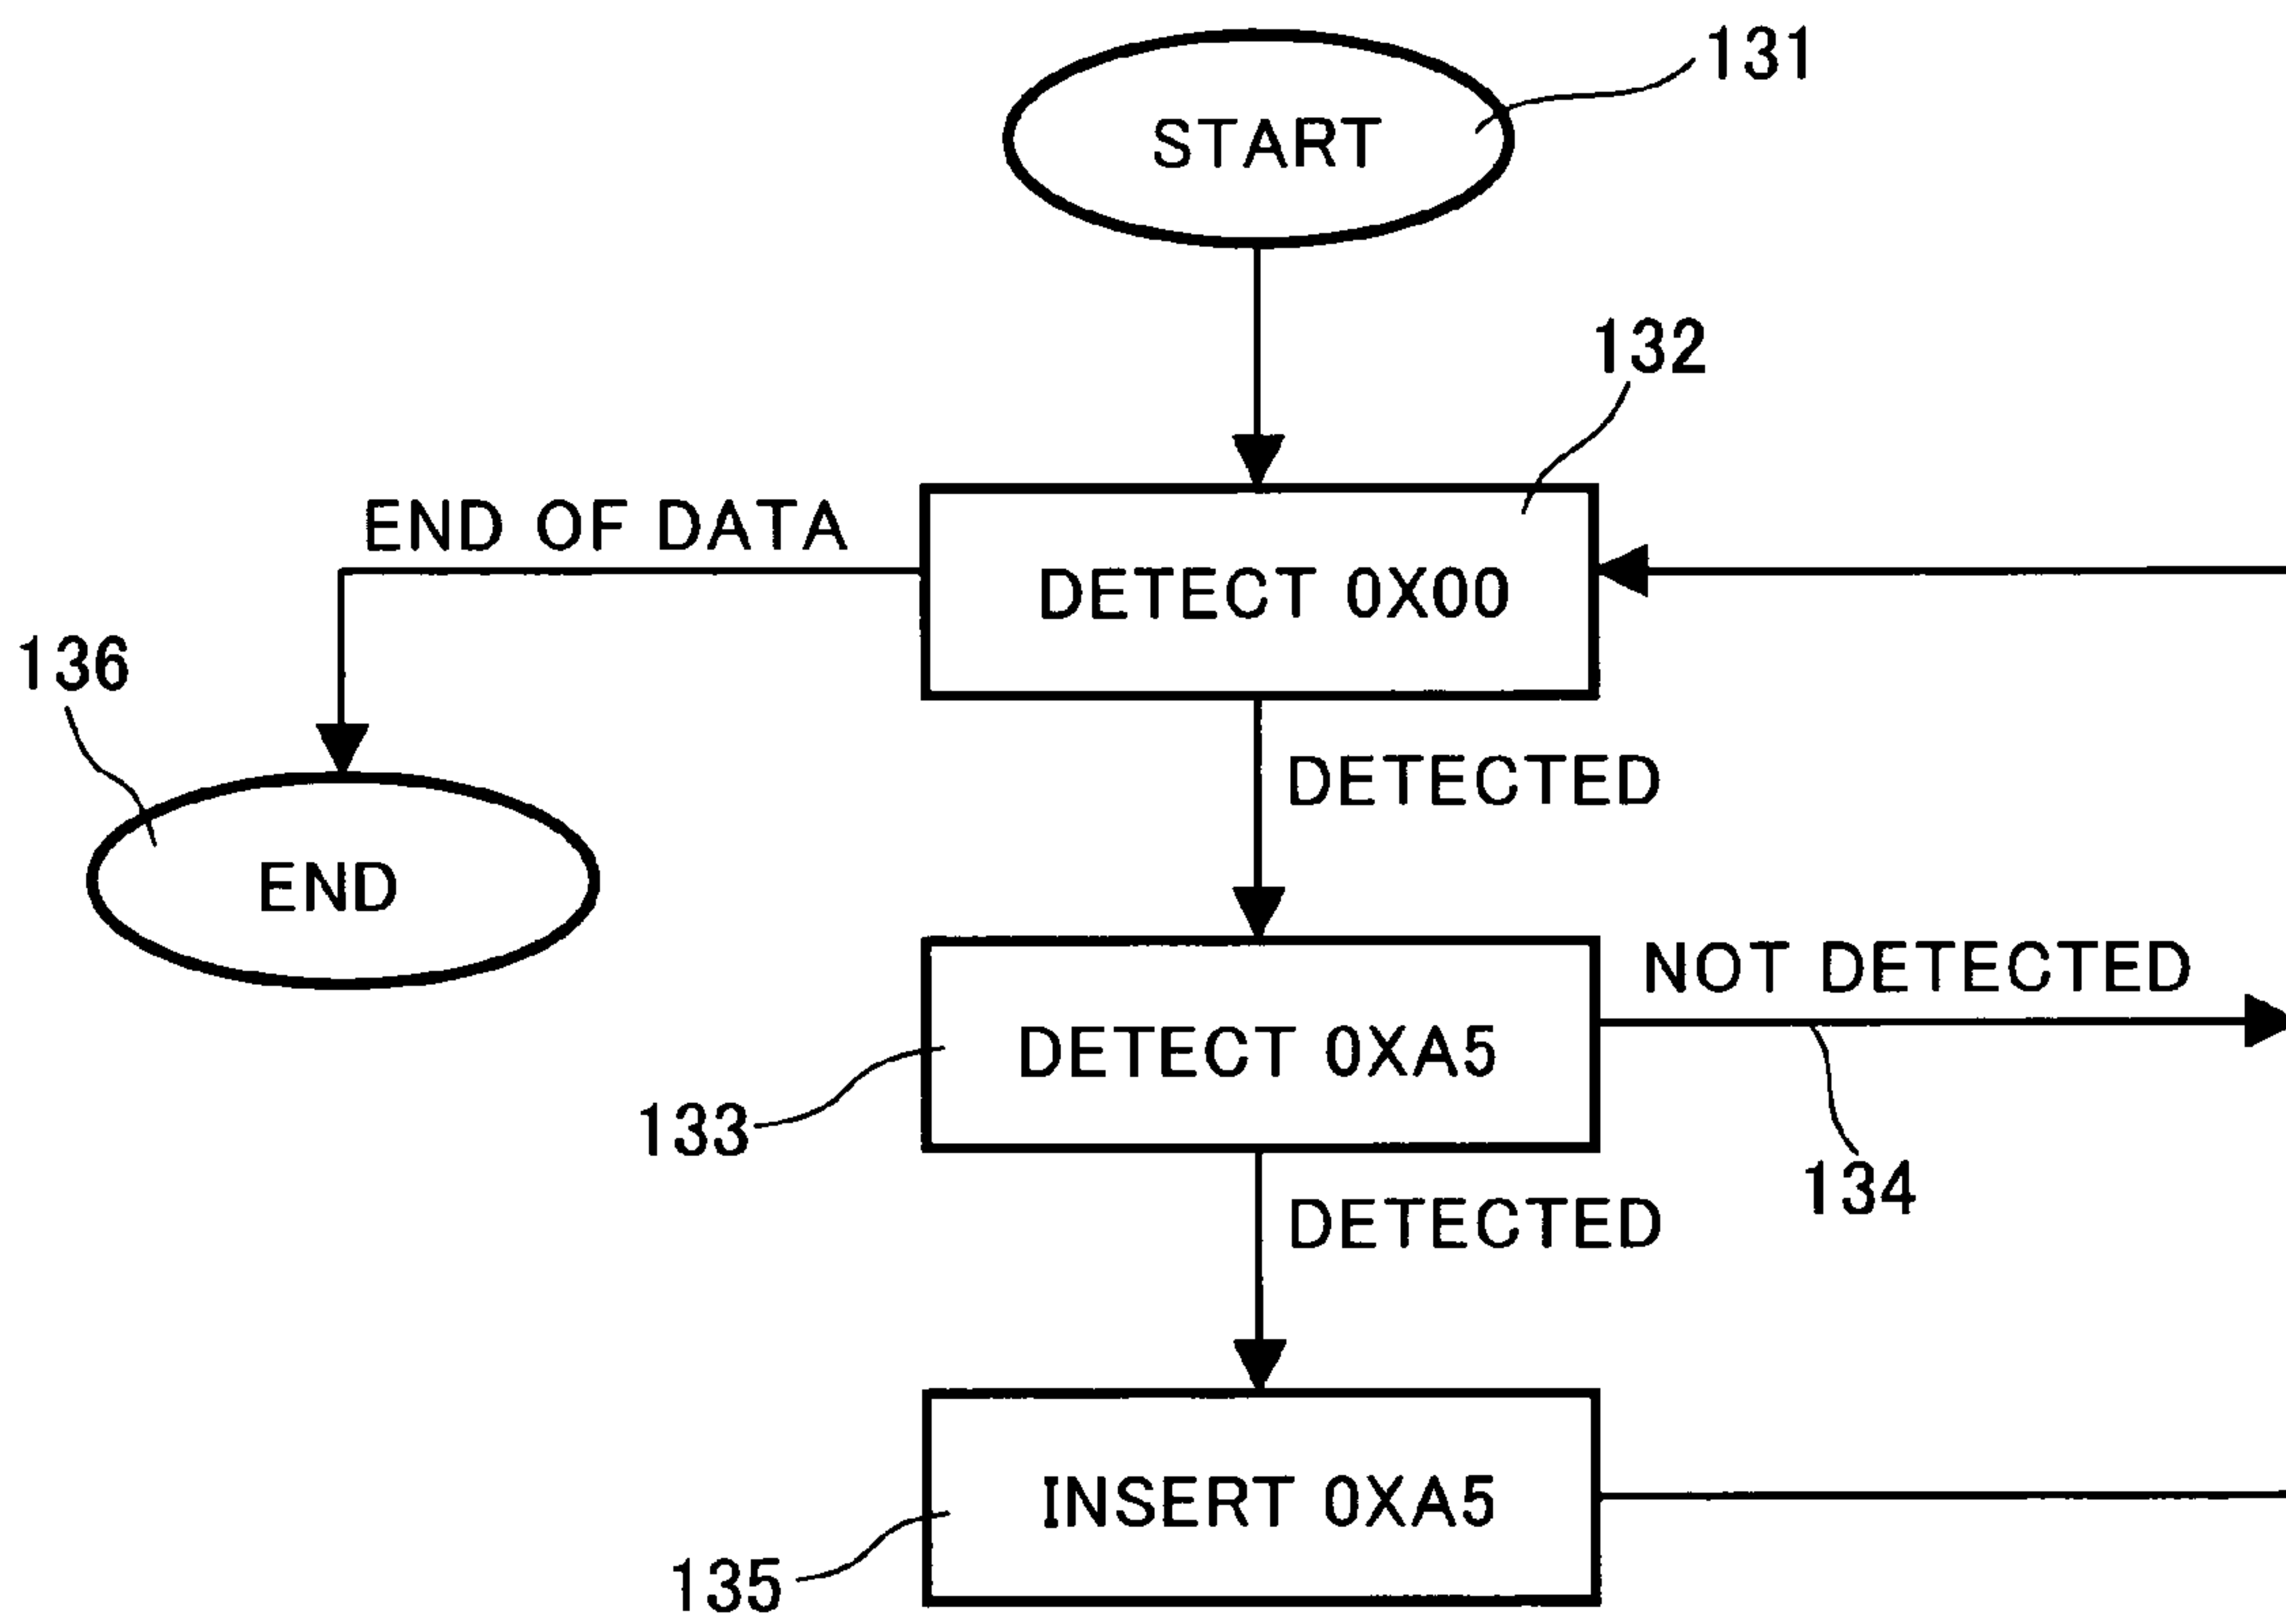 131
START
132
END OF DATA
DETECT 0X00
136
DETECTED
END
NOT DETECTED
DETECT 0XA5
133
134
DETECTED
INSERT 0XA5
135